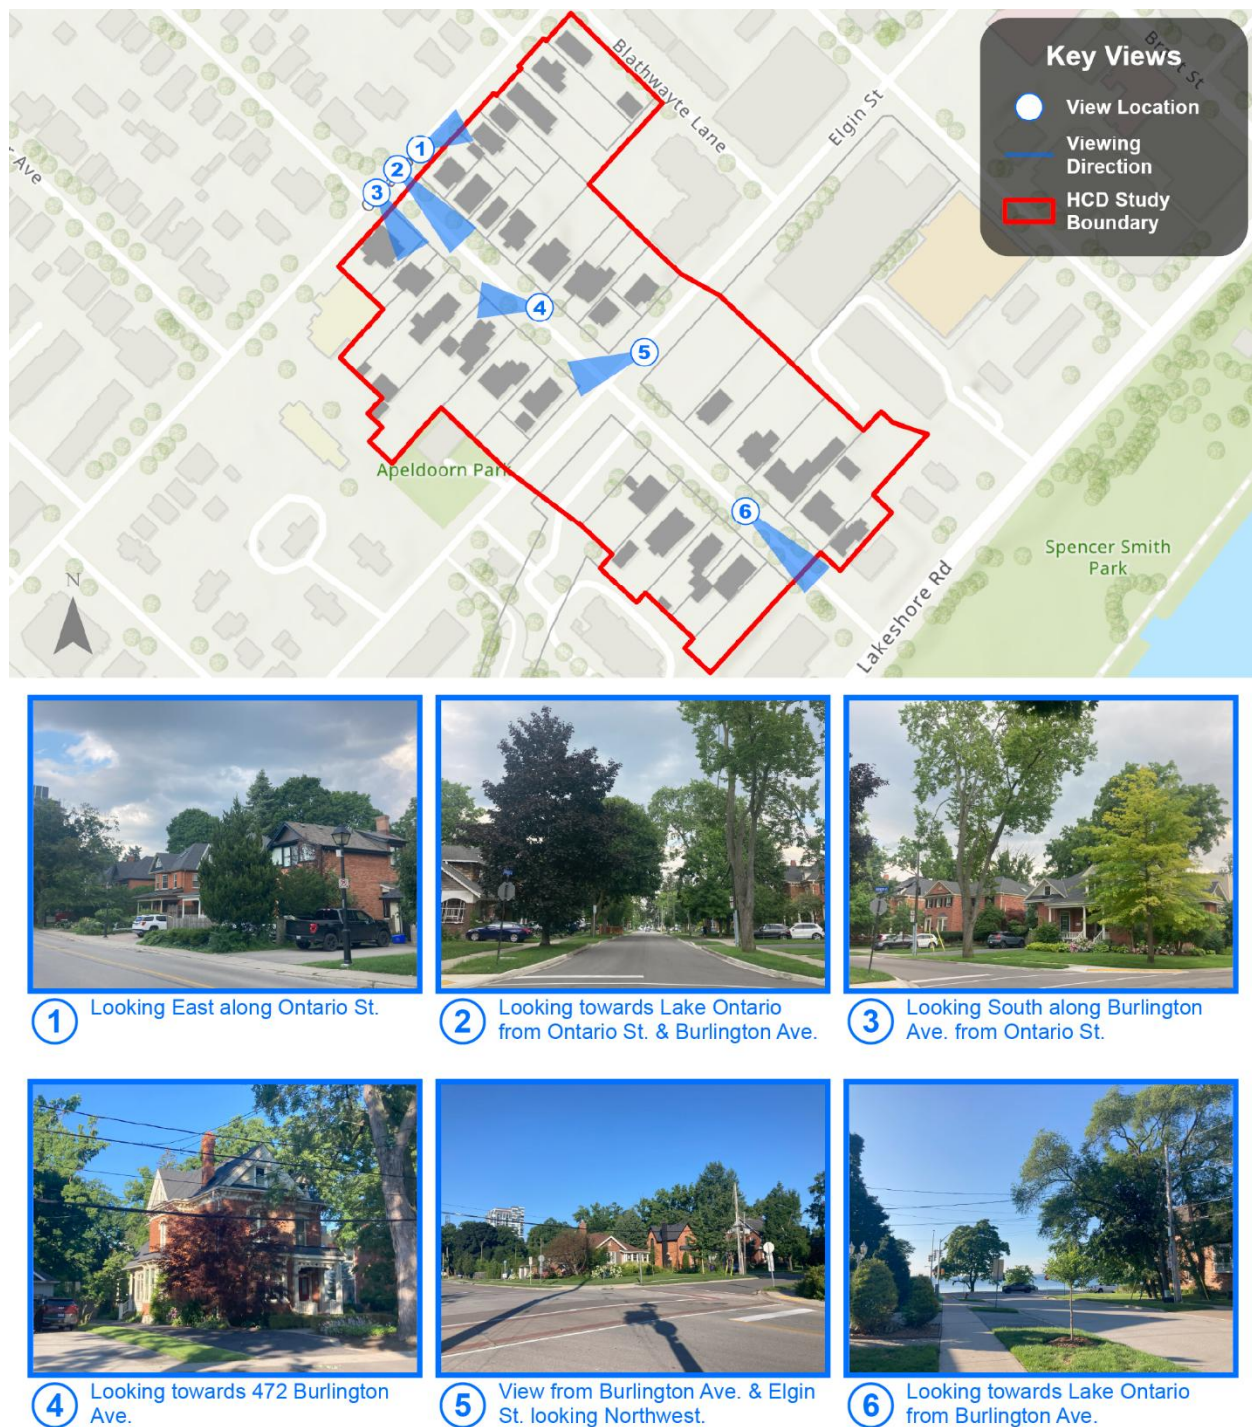 Key Views
View Location
Viewing
Direction
HCD Study
Boundary
Blathwayte Lane
Elgin St
Ave
1
2
3
4
5
6
Apeldoorn Park
Spencer Smith
Park
Lakeshore Rd
N
1 Looking East along Ontario St.
2 Looking towards Lake Ontario
from Ontario St. & Burlington Ave.
3 Looking South along Burlington
Ave. from Ontario St.
4 Looking towards 472 Burlington
Ave.
5 View from Burlington Ave. & Elgin
St. looking Northwest.
6 Looking towards Lake Ontario
from Burlington Ave.